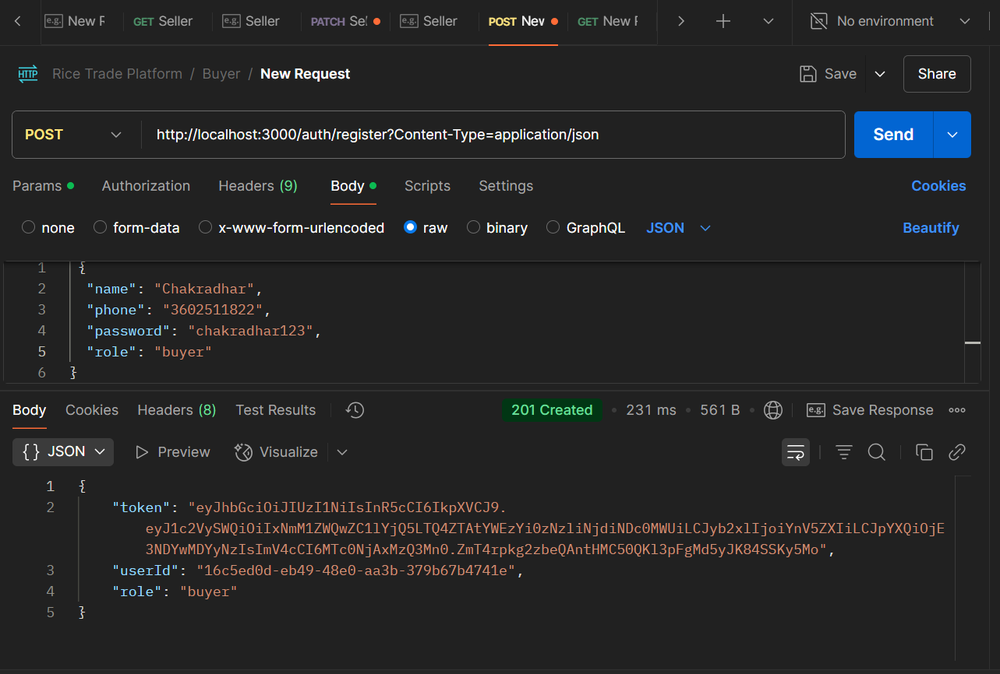 e.g. New F GET Seller e.g. Seller PATCH Sel e.g. Seller POST Nev GET New F No environment
HTTP Rice Trade Platform / Buyer / New Request Save Share
POST http://localhost:3000/auth/register?Content-Type=application/json Send
Params Authorization Headers (9) Body Scripts Settings Cookies
none form-data x-www-form-urlencoded raw binary GraphQL JSON Beautify
1 {
2 "name": "Chakradhar",
3 "phone": "3602511822",
4 "password": "chakradhar123",
5 "role": "buyer"
6 }
Body Cookies Headers (8) Test Results 201 Created • 231 ms • 561 B • e.g. Save Response
{} JSON Preview Visualize
1 {
2 "token": "eyJhbGciOiJIUzI1NiIsInR5cCI6IkpXVCJ9.
eyJ1c2VySWQiOiIxNmM1ZWQwZC1lYjQ5LTQ4ZTAtYWEzYi0zNzliNjdiNDc0MWUiLCJyb2xlIjoiYnV5ZXIiLCJpYXQiOjE
3NDYwMDYyNzIsImV4cCI6MTc0NjAxMzQ3Mn0.ZmT4rpkg2zbeQAntHMC50QKl3pFgMd5yJK84SSKy5Mo",
3 "userId": "16c5ed0d-eb49-48e0-aa3b-379b67b4741e",
4 "role": "buyer"
5 }